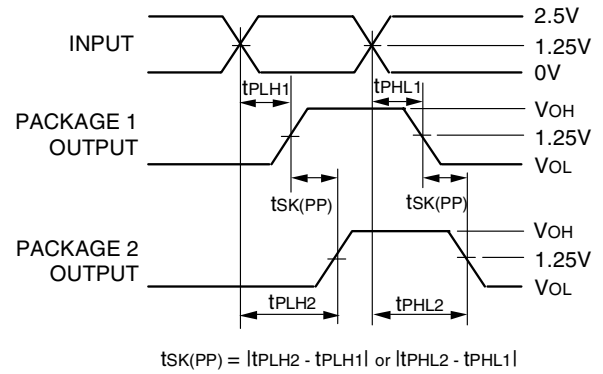 2.5V
INPUT
1.25V
0V
tPLH1
tPHL1
VOH
PACKAGE 1
OUTPUT
1.25V
VOL
tSK(PP)
tSK(PP)
VOH
PACKAGE 2
OUTPUT
1.25V
VOL
tPLH2
tPHL2
tSK(PP) = |tPLH2 - tPLH1| or |tPHL2 - tPHL1|